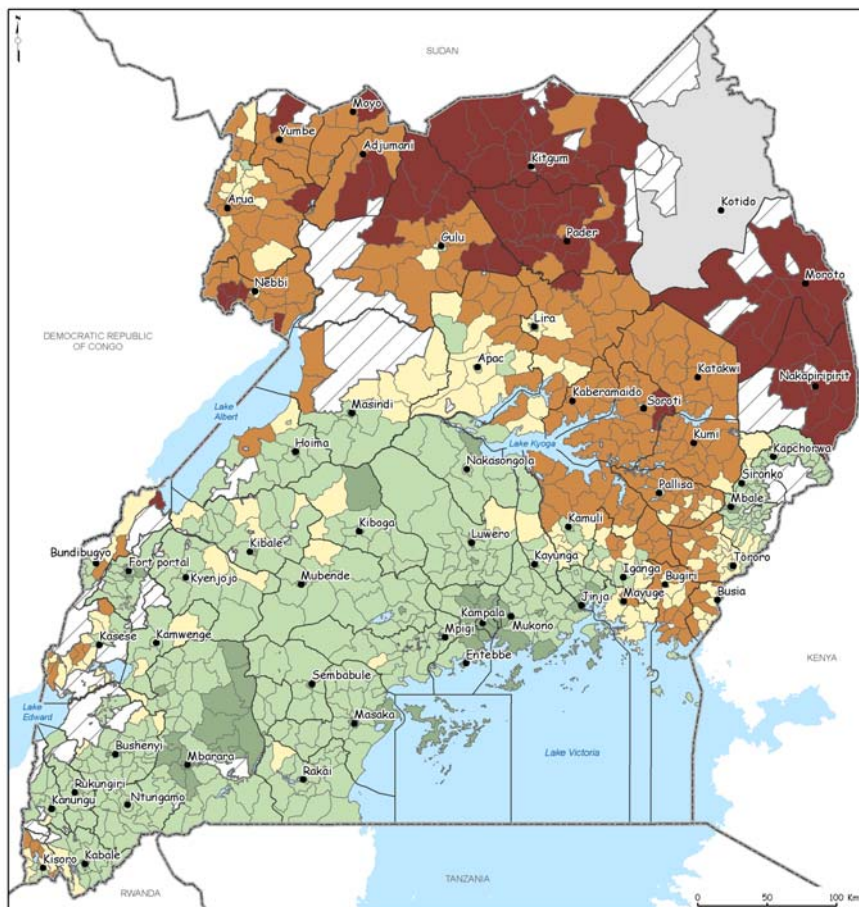 N
SUDAN
Moyo
Yumbe
Adjumani
Kitgum
Arua
Kotido
Pader
Gulu
Nebbi
Moroto
DEMOCRATIC REPUBLIC
OF CONGO
Lira
Apac
Katakwi
Nakapiripirit
Kaberamaido
Soroti
Lake
Albert
Masindi
Kumi
Lake Kyoga
Hoima
Kapchorwa
Nakasongola
Sironko
Pallisa
Mbale
Kiboga
Kamuli
Luwero
Kibale
Bundibugyo
Fort portal
Kayunga
Tororo
Kyenjojo
Mubende
Iganga
Bugiri
Mayuge
Busia
Jinja
Kampala
Mukono
Mpigi
Kasese
Kamwenge
Entebbe
KENYA
Sembabule
Lake
Edward
Masaka
Lake Victoria
Bushenyi
Mbarara
Rakai
Rukungiri
Kanungu
Ntungamo
Kisoro
Kabale
TANZANIA
RWANDA
0 50 100 Km